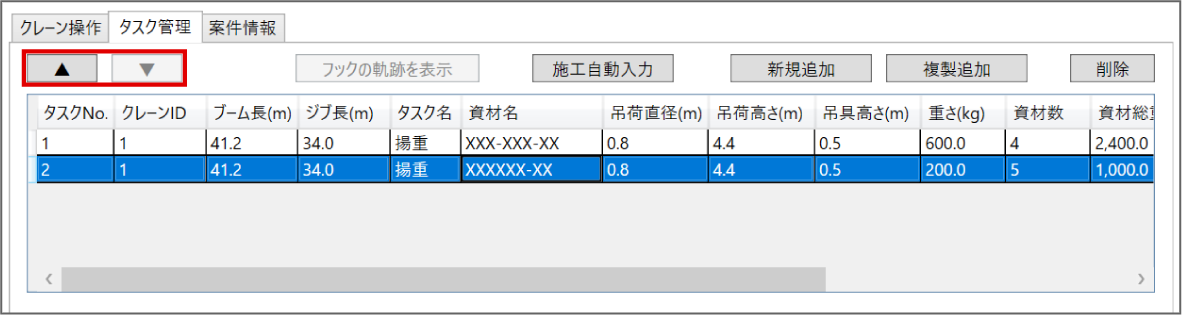 クレーン操作 タスク管理 案件情報
▲ ▼ フックの軌跡を表示 施工自動入力 新規追加 複製追加 削除
タスクNo. クレーンID ブーム長(m) ジブ長(m) タスク名 資材名 吊荷直径(m) 吊荷高さ(m) 吊具高さ(m) 重さ(kg) 資材数 資材総重
1 1 41.2 34.0 揚重 XXX-XXX-XX 0.8 4.4 0.5 600.0 4 2,400.0
2 1 41.2 34.0 揚重 XXXXXX-XX 0.8 4.4 0.5 200.0 5 1,000.0